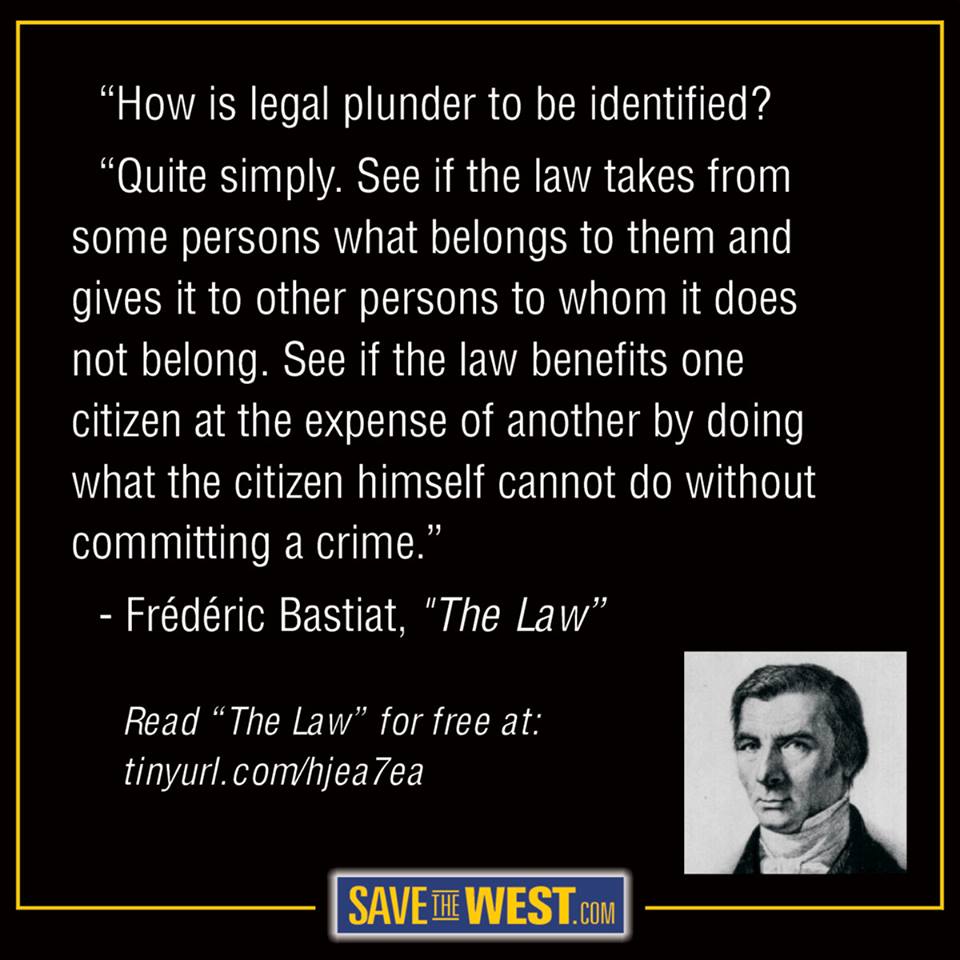 “How is legal plunder to be identified?
“Quite simply. See if the law takes from
some persons what belongs to them and
gives it to other persons to whom it does
not belong. See if the law benefits one
citizen at the expense of another by doing
what the citizen himself cannot do without
committing a crime.”
- Frédéric Bastiat, "The Law”
Read “The Law” for free at:
tinyurl.com/hjea7ea
SAVE THE WEST.COM